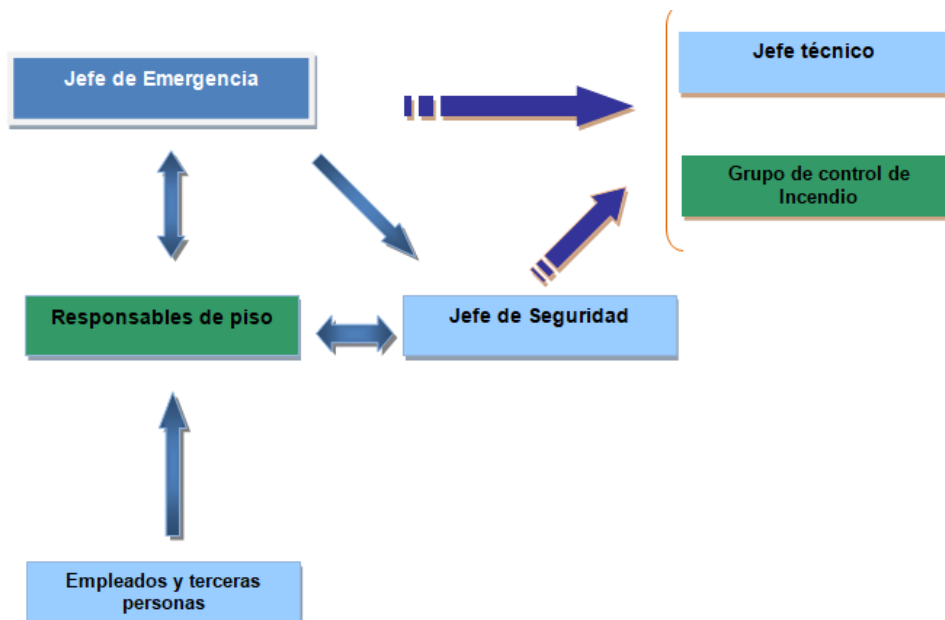 Jefe de Emergencia
Jefe técnico
Grupo de control de
Incendio
Responsables de piso
Jefe de Seguridad
Empleados y terceras
personas